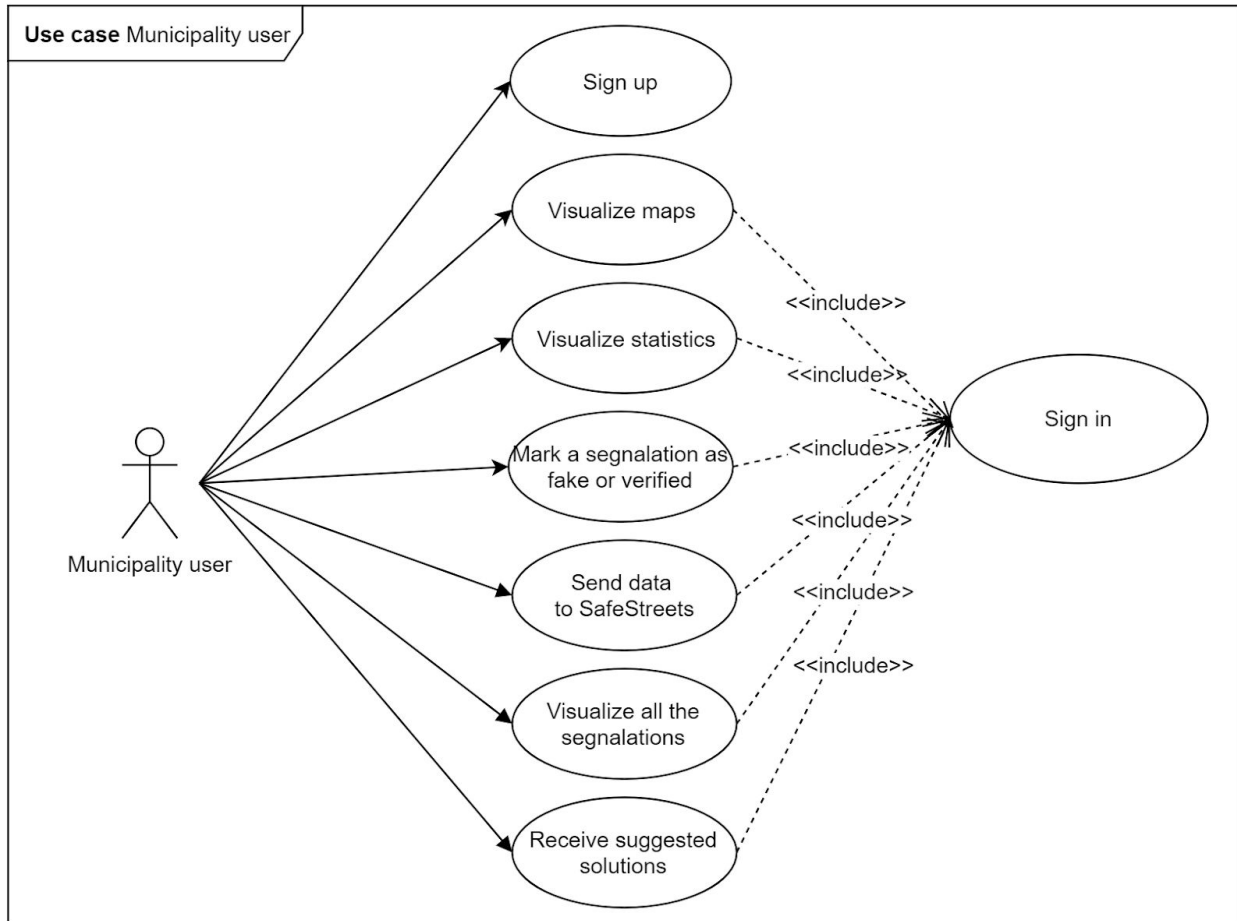 Use case Municipality user
Sign up
Visualize maps
<<include>>
Visualize statistics
<<include>>
Sign in
Mark a segnalation as
fake or verified
<<include>>
<<include>>
Municipality user
Send data
to SafeStreets
<<include>>
<<include>>
Visualize all the
segnalations
Receive suggested
solutions